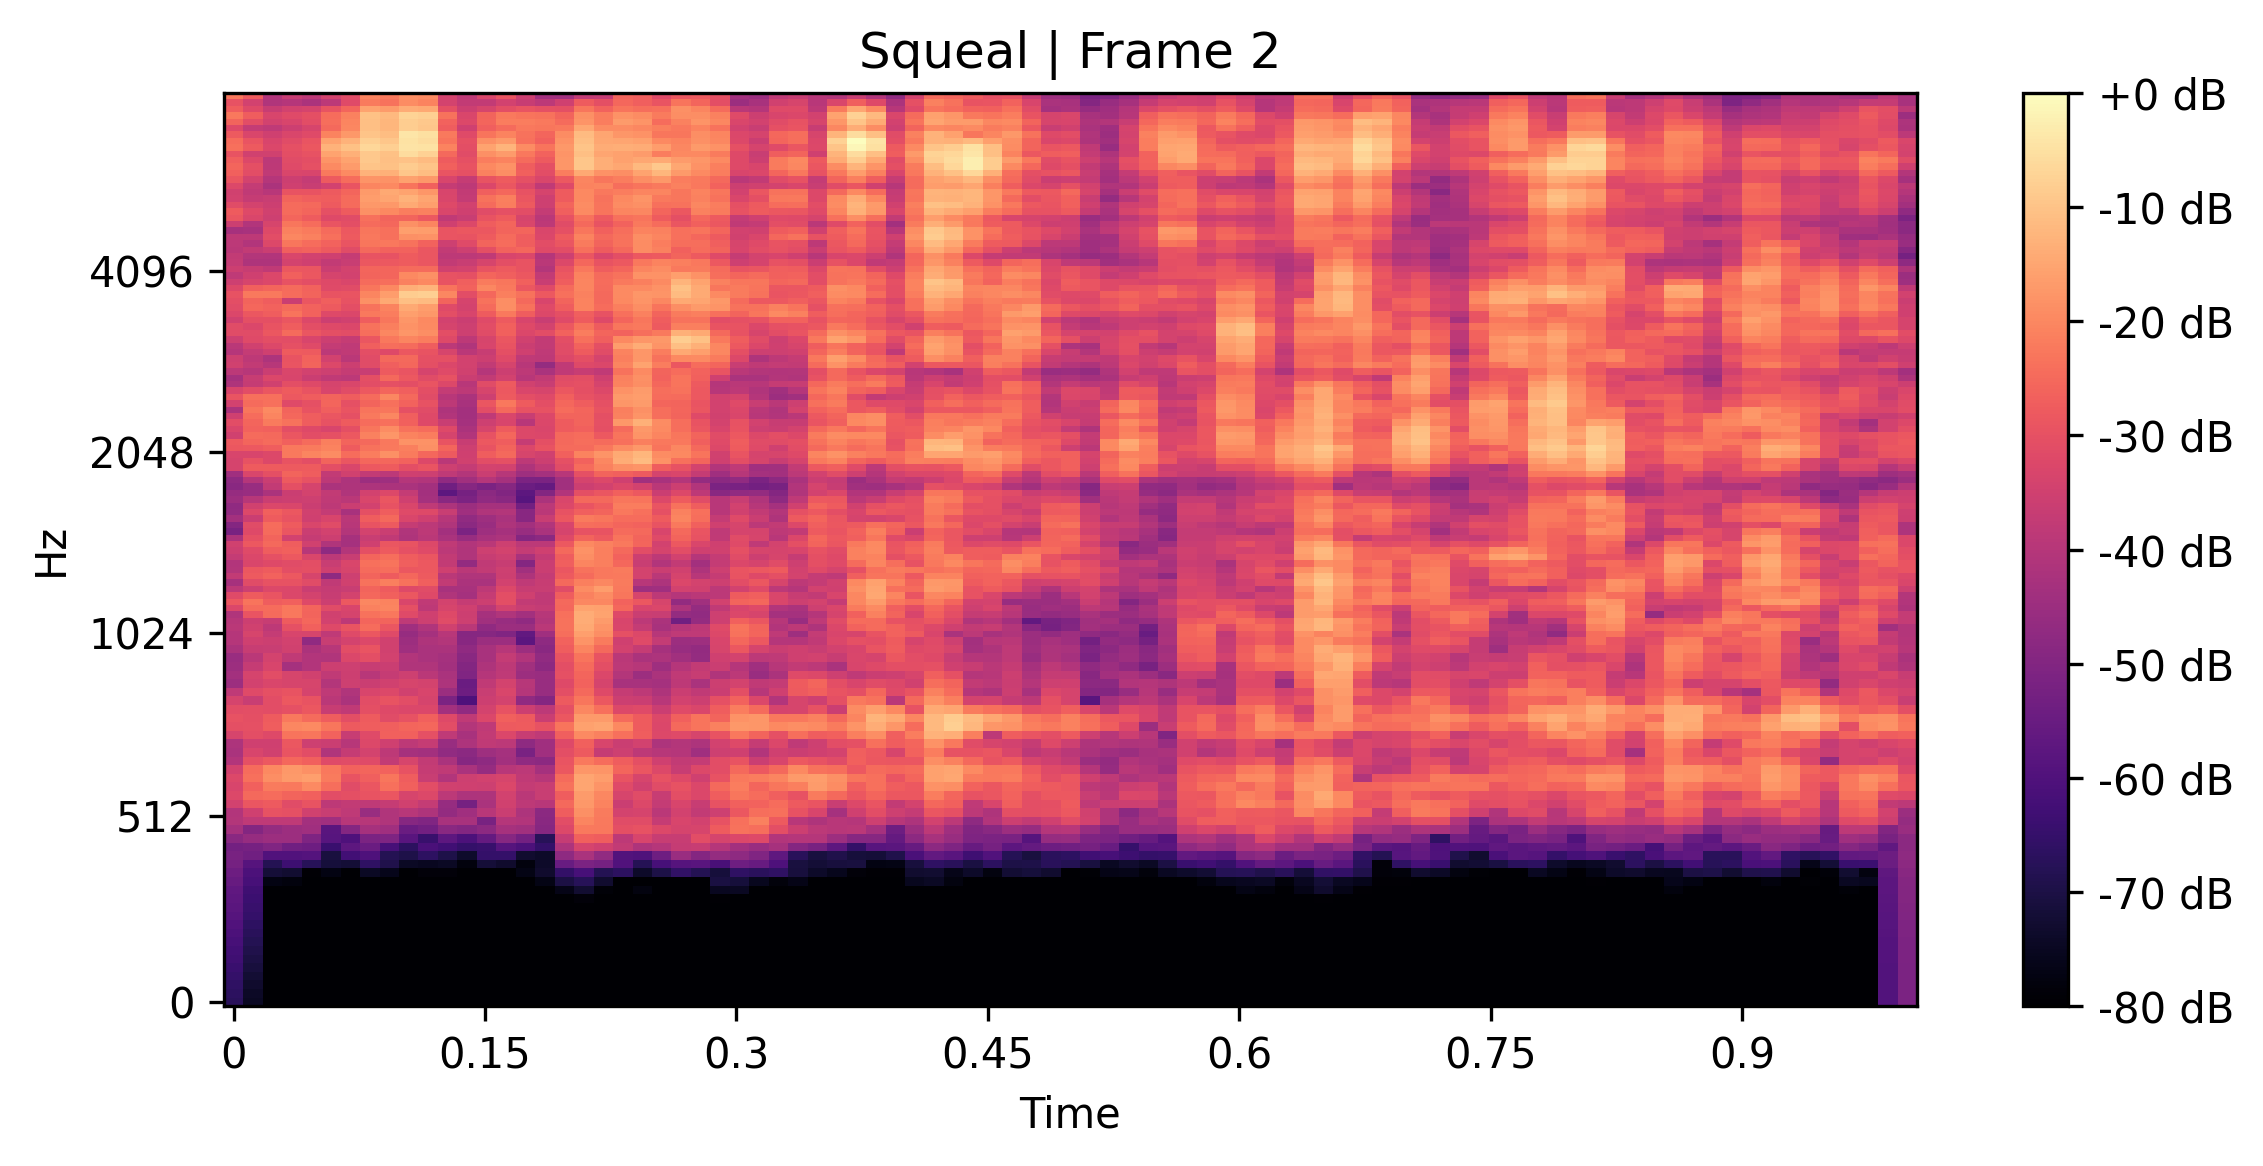 Squeal | Frame 2
+0 dB
-10 dB
-20 dB
-30 dB
-40 dB
-50 dB
-60 dB
-70 dB
-80 dB
Hz
4096
2048
1024
512
0
0 0.15 0.3 0.45 0.6 0.75 0.9
Time